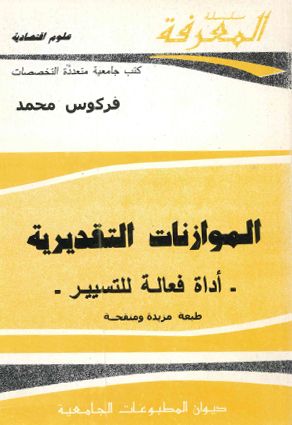 سلسلة
المعرفة
علوم اقتصادية
كتب جامعية متعددة التخصصات
فركوس محمد
الموازنات التقديرية
- أداة فعالة للتسيير -
طبعة مزيدة ومنقحة
ديوان المطبوعات الجامعية